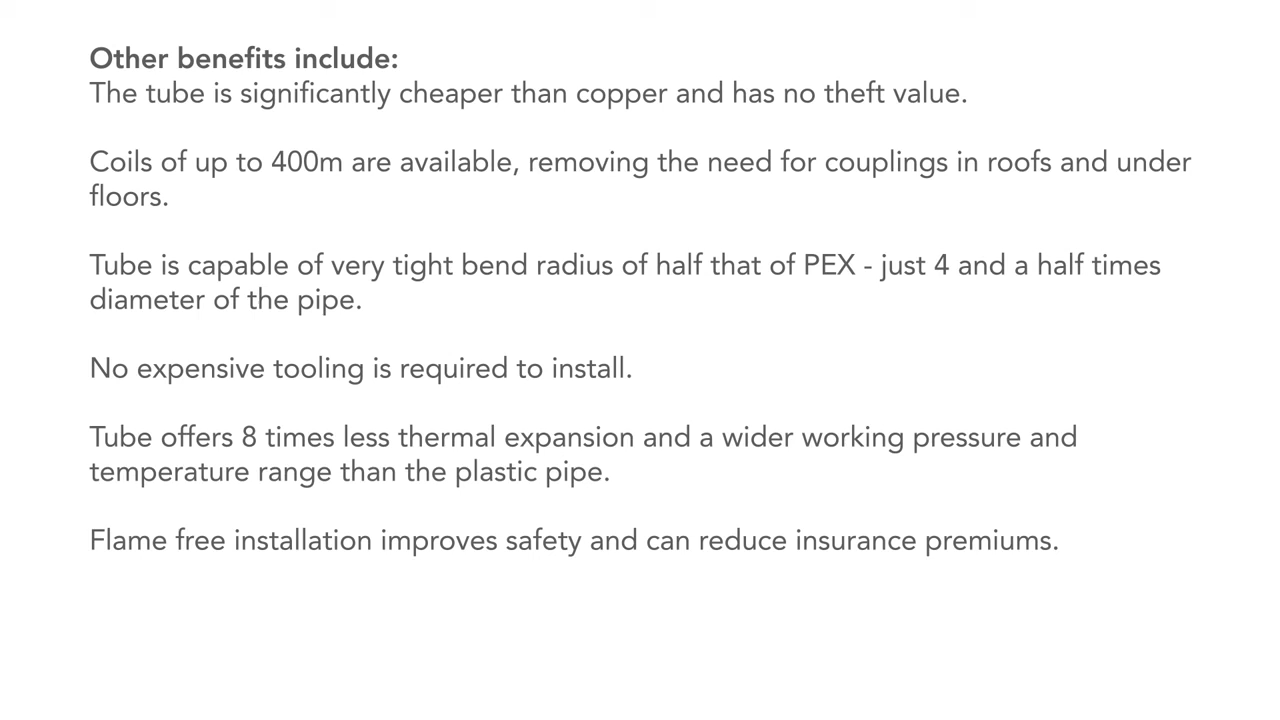 Other benefits include:
The tube is significantly cheaper than copper and has no theft value.
Coils of up to 400m are available, removing the need for couplings in roofs and under
floors.
Tube is capable of very tight bend radius of half that of PEX - just 4 and a half times
diameter of the pipe.
No expensive tooling is required to install.
Tube offers 8 times less thermal expansion and a wider working pressure and
temperature range than the plastic pipe.
Flame free installation improves safety and can reduce insurance premiums.